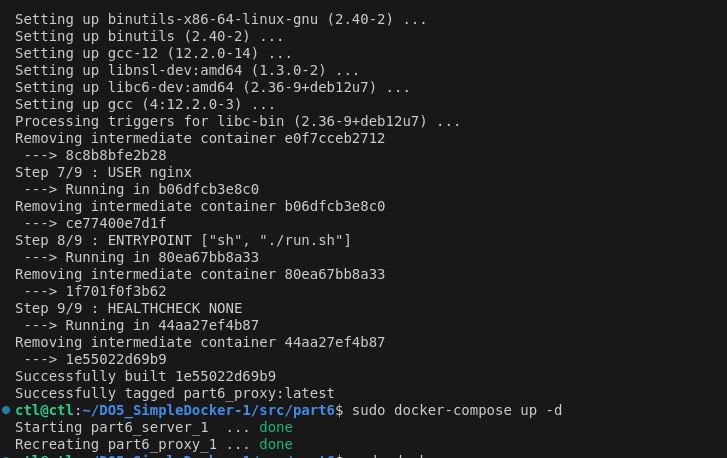 Setting up binutils-x86-64-linux-gnu (2.40-2) ...
Setting up binutils (2.40-2) ...
Setting up gcc-12 (12.2.0-14) ...
Setting up libnsl-dev:amd64 (1.3.0-2) ...
Setting up libc6-dev:amd64 (2.36-9+deb12u7) ...
Setting up gcc (4:12.2.0-3) ...
Processing triggers for libc-bin (2.36-9+deb12u7) ...
Removing intermediate container e0f7cceb2712
 ---> 8c8b8bfe2b28
Step 7/9 : USER nginx
 ---> Running in b06dfcb3e8c0
Removing intermediate container b06dfcb3e8c0
 ---> ce77400e7d1f
Step 8/9 : ENTRYPOINT ["sh", "./run.sh"]
 ---> Running in 80ea67bb8a33
Removing intermediate container 80ea67bb8a33
 ---> 1f701f0f3b62
Step 9/9 : HEALTHCHECK NONE
 ---> Running in 44aa27ef4b87
Removing intermediate container 44aa27ef4b87
 ---> 1e55022d69b9
Successfully built 1e55022d69b9
Successfully tagged part6_proxy:latest
ctl@ctl:~/DO5_SimpleDocker-1/src/part6$ sudo docker-compose up -d
Starting part6_server_1  ... done
Recreating part6_proxy_1 ... done